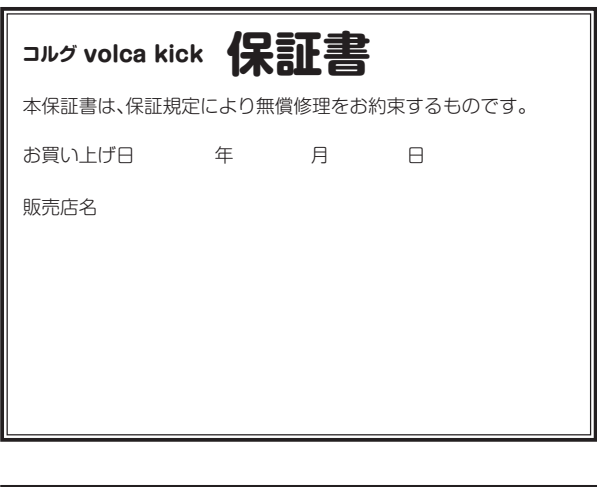 コルグ volca kick 保証書
本保証書は、保証規定により無償修理をお約束するものです。
お買い上げ日 年 月 日
販売店名